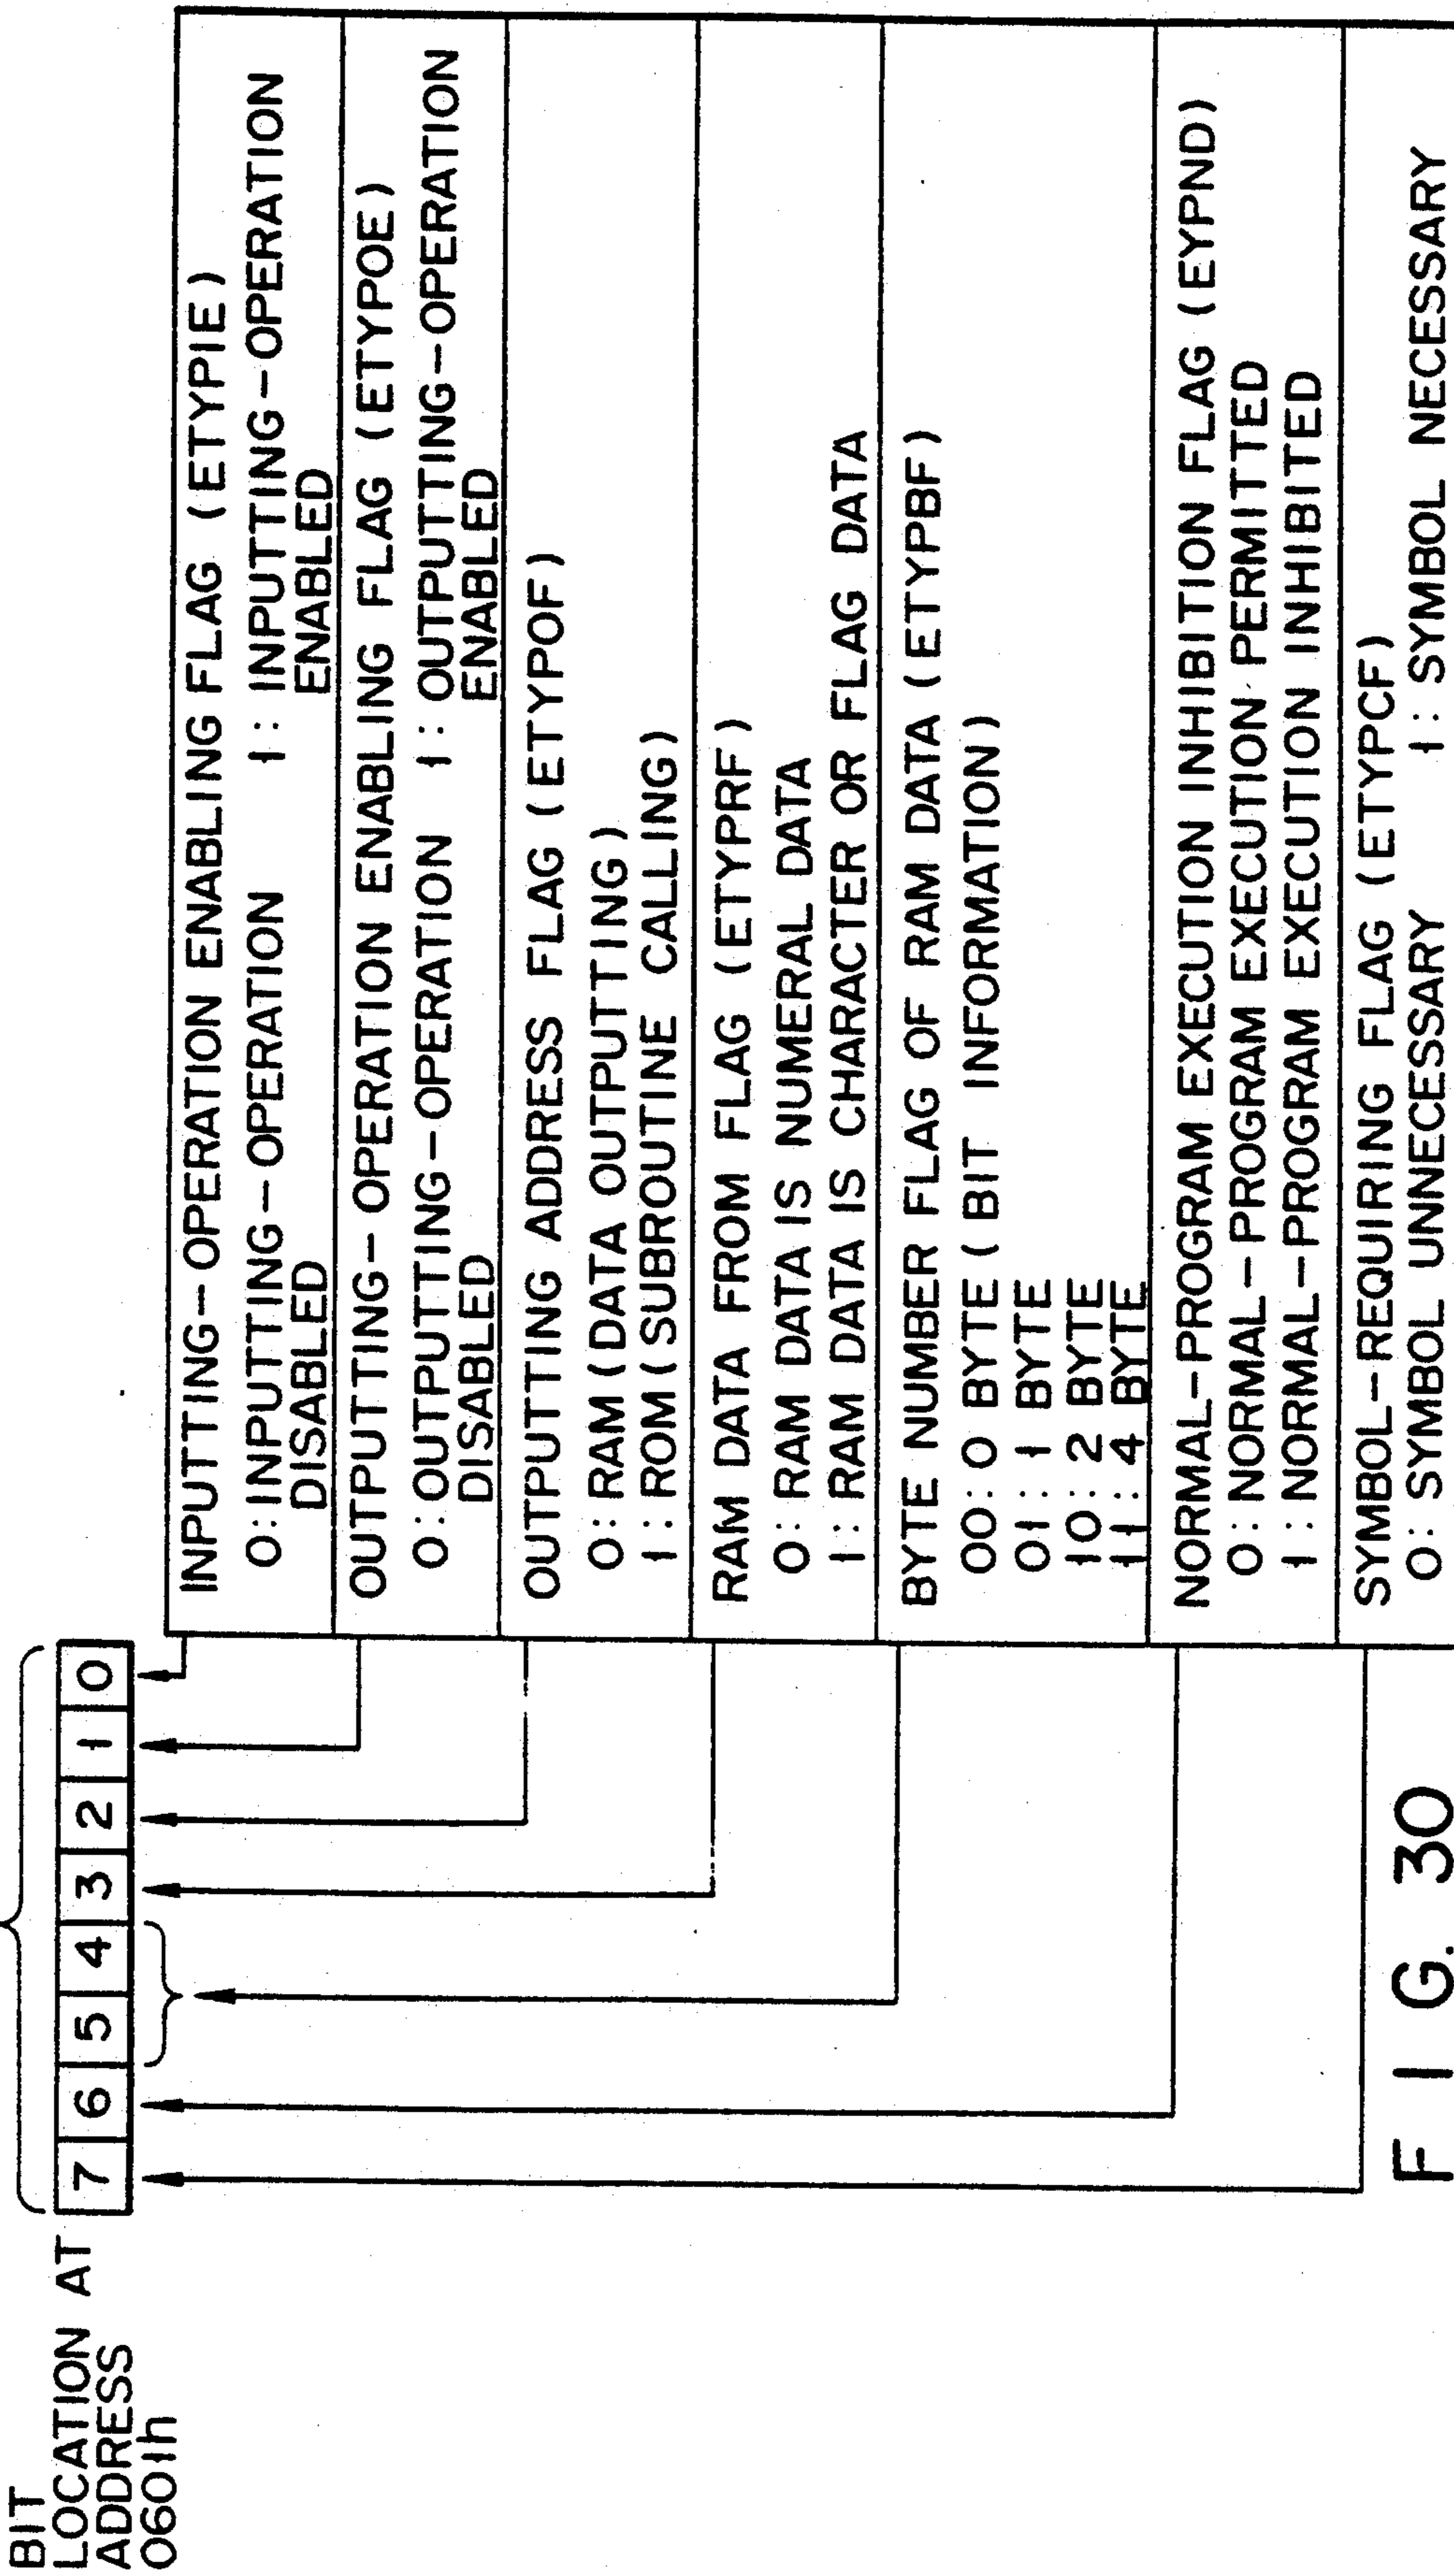 BIT
LOCATION AT
ADDRESS
0601h
7 6 5 4 3 2 1 0
INPUTTING-OPERATION ENABLING FLAG (ETYPIE)
0: INPUTTING-OPERATION 1: INPUTTING-OPERATION
DISABLED ENABLED
OUTPUTTING-OPERATION ENABLING FLAG (ETYPOE)
0: OUTPUTTING-OPERATION 1: OUTPUTTING-OPERATION
DISABLED ENABLED
OUTPUTTING ADDRESS FLAG (ETYPOF)
0: RAM (DATA OUTPUTTING)
1: ROM (SUBROUTINE CALLING)
RAM DATA FROM FLAG (ETYPRF)
0: RAM DATA IS NUMERAL DATA
1: RAM DATA IS CHARACTER OR FLAG DATA
BYTE NUMBER FLAG OF RAM DATA (ETYPBF)
00: 0 BYTE (BIT INFORMATION)
01: 1 BYTE
10: 2 BYTE
11: 4 BYTE
NORMAL-PROGRAM EXECUTION INHIBITION FLAG (EYPND)
0: NORMAL-PROGRAM EXECUTION PERMITTED
1: NORMAL-PROGRAM EXECUTION INHIBITED
SYMBOL-REQUIRING FLAG (ETYPCF)
0: SYMBOL UNNECESSARY 1: SYMBOL NECESSARY
FIG. 30